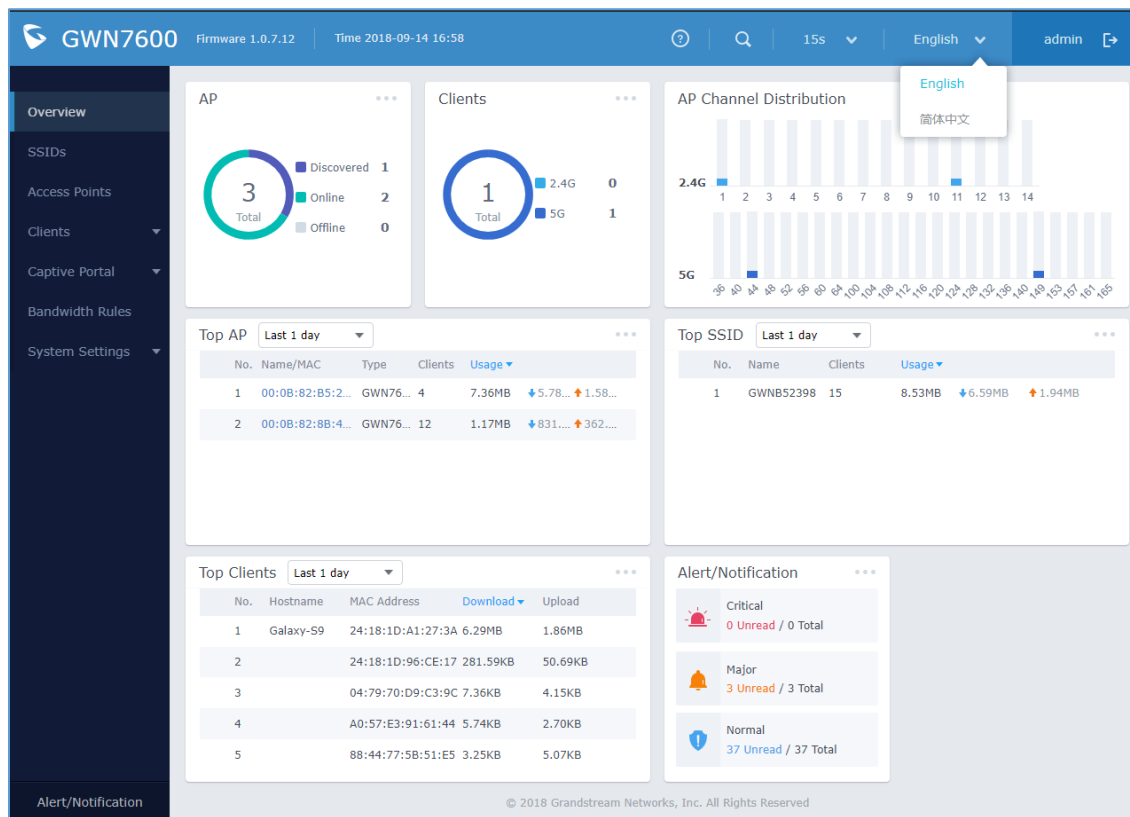 GWN7600 Firmware 1.0.7.12 Time 2018-09-14 16:58 15s English admin
English
简体中文
Overview
SSIDs
Access Points
Clients
Captive Portal
Bandwidth Rules
System Settings
Alert/Notification
AP
3
Total
Discovered 1
Online 2
Offline 0
Clients
1
Total
2.4G 0
5G 1
AP Channel Distribution
2.4G
1 2 3 4 5 6 7 8 9 10 11 12 13 14
5G
36 40 44 48 52 56 60 64 100 104 108 112 116 120 124 128 132 136 140 149 153 157 161 165
Top AP Last 1 day
No. Name/MAC Type Clients Usage
1 00:0B:82:B5:2... GWN76... 4 7.36MB 5.78... 1.58...
2 00:0B:82:8B:4... GWN76... 12 1.17MB 831.... 362....
Top SSID Last 1 day
No. Name Clients Usage
1 GWNB52398 15 8.53MB 6.59MB 1.94MB
Top Clients Last 1 day
No. Hostname MAC Address Download Upload
1 Galaxy-S9 24:18:1D:A1:27:3A 6.29MB 1.86MB
2 24:18:1D:96:CE:17 281.59KB 50.69KB
3 04:79:70:D9:C3:9C 7.36KB 4.15KB
4 A0:57:E3:91:61:44 5.74KB 2.70KB
5 88:44:77:5B:51:E5 3.25KB 5.07KB
Alert/Notification
Critical
0 Unread / 0 Total
Major
3 Unread / 3 Total
Normal
37 Unread / 37 Total
© 2018 Grandstream Networks, Inc. All Rights Reserved